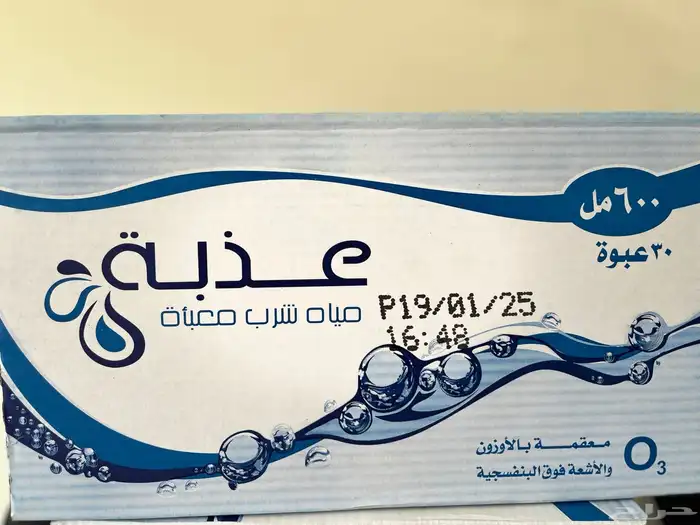 ٦٠٠ مل
٣٠ عبوة
عذبة
مياه شرب معبأة
P19/01/25
16:48
معقمة بالأوزون
والأشعة فوق البنفسجية
O3
حراج